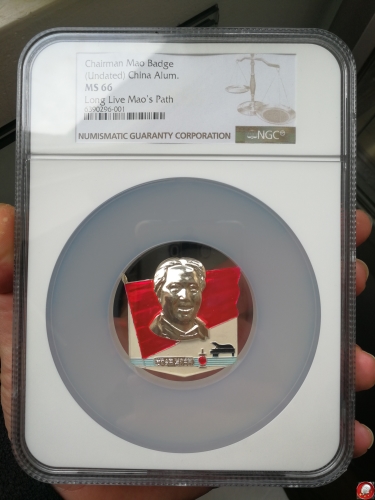 Chairman Mao Badge
(Undated) China Alum.
MS 66
Long Live Mao's Path
NUMISMATIC GUARANTY CORPORATION
NGC